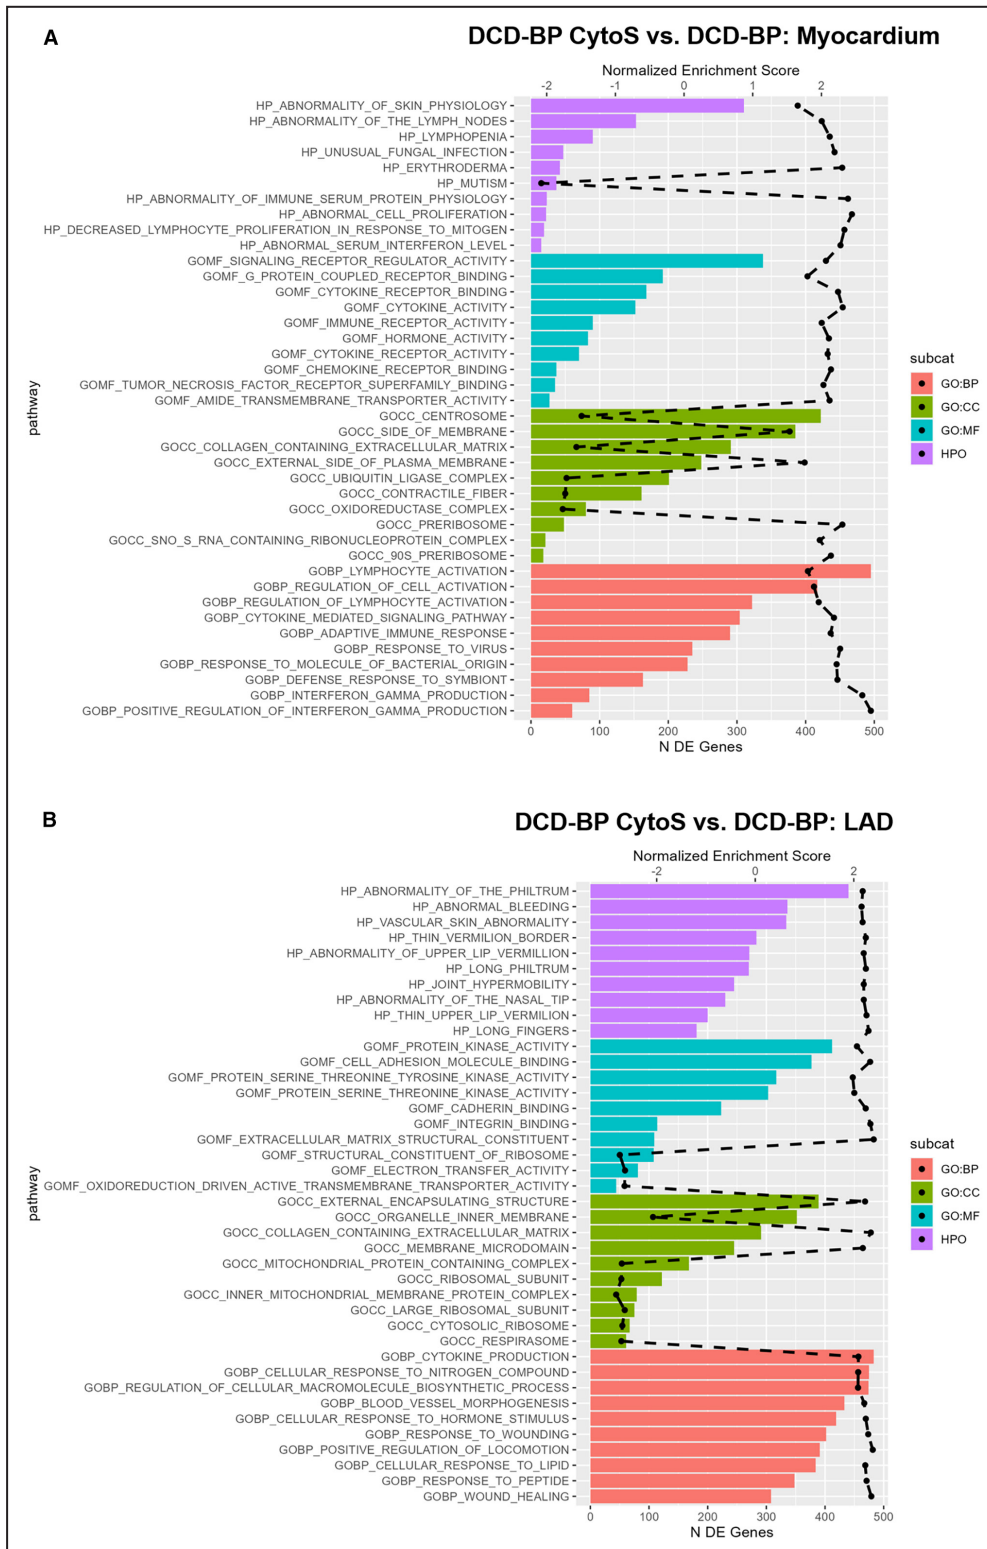 A
DCD-BP CytoS vs. DCD-BP: Myocardium
Normalized Enrichment Score
-2 -1 0 1 2
HP_ABNORMALITY_OF_SKIN_PHYSIOLOGY
HP_ABNORMALITY_OF_THE_LYMPH_NODES
HP_LYMPHOPENIA
HP_UNUSUAL_FUNGAL_INFECTION
HP_ERYTHRODERMA
HP_MUTISM
HP_ABNORMALITY_OF_IMMUNE_SERUM_PROTEIN_PHYSIOLOGY
HP_ABNORMAL_CELL_PROLIFERATION
HP_DECREASED_LYMPHOCYTE_PROLIFERATION_IN_RESPONSE_TO_MITOGEN
HP_ABNORMAL_SERUM_INTERFERON_LEVEL
GOMF_SIGNALING_RECEPTOR_REGULATOR_ACTIVITY
GOMF_G_PROTEIN_COUPLED_RECEPTOR_BINDING
GOMF_CYTOKINE_RECEPTOR_BINDING
GOMF_CYTOKINE_ACTIVITY
GOMF_IMMUNE_RECEPTOR_ACTIVITY
GOMF_HORMONE_ACTIVITY
GOMF_CYTOKINE_RECEPTOR_ACTIVITY
GOMF_CHEMOKINE_RECEPTOR_BINDING
GOMF_TUMOR_NECROSIS_FACTOR_RECEPTOR_SUPERFAMILY_BINDING
GOMF_AMIDE_TRANSMEMBRANE_TRANSPORTER_ACTIVITY
GOCC_CENTROSOME
GOCC_SIDE_OF_MEMBRANE
GOCC_COLLAGEN_CONTAINING_EXTRACELLULAR_MATRIX
GOCC_EXTERNAL_SIDE_OF_PLASMA_MEMBRANE
GOCC_UBIQUITIN_LIGASE_COMPLEX
GOCC_CONTRACTILE_FIBER
GOCC_OXIDOREDUCTASE_COMPLEX
GOCC_PRERIBOSOME
GOCC_SNO_S_RNA_CONTAINING_RIBONUCLEOPROTEIN_COMPLEX
GOCC_90S_PRERIBOSOME
GOBP_LYMPHOCYTE_ACTIVATION
GOBP_REGULATION_OF_CELL_ACTIVATION
GOBP_REGULATION_OF_LYMPHOCYTE_ACTIVATION
GOBP_CYTOKINE_MEDIATED_SIGNALING_PATHWAY
GOBP_ADAPTIVE_IMMUNE_RESPONSE
GOBP_RESPONSE_TO_VIRUS
GOBP_RESPONSE_TO_MOLECULE_OF_BACTERIAL_ORIGIN
GOBP_DEFENSE_RESPONSE_TO_SYMBIONT
GOBP_INTERFERON_GAMMA_PRODUCTION
GOBP_POSITIVE_REGULATION_OF_INTERFERON_GAMMA_PRODUCTION
pathway
0 100 200 300 400 500
N DE Genes
subcat
GO:BP
GO:CC
GO:MF
HPO
B
DCD-BP CytoS vs. DCD-BP: LAD
Normalized Enrichment Score
-2 0 2
HP_ABNORMALITY_OF_THE_PHILTRUM
HP_ABNORMAL_BLEEDING
HP_VASCULAR_SKIN_ABNORMALITY
HP_THIN_VERMILION_BORDER
HP_ABNORMALITY_OF_UPPER_LIP_VERMILLION
HP_LONG_PHILTRUM
HP_JOINT_HYPERMOBILITY
HP_ABNORMALITY_OF_THE_NASAL_TIP
HP_THIN_UPPER_LIP_VERMILION
HP_LONG_FINGERS
GOMF_PROTEIN_KINASE_ACTIVITY
GOMF_CELL_ADHESION_MOLECULE_BINDING
GOMF_PROTEIN_SERINE_THREONINE_TYROSINE_KINASE_ACTIVITY
GOMF_PROTEIN_SERINE_THREONINE_KINASE_ACTIVITY
GOMF_CADHERIN_BINDING
GOMF_INTEGRIN_BINDING
GOMF_EXTRACELLULAR_MATRIX_STRUCTURAL_CONSTITUENT
GOMF_STRUCTURAL_CONSTITUENT_OF_RIBOSOME
GOMF_ELECTRON_TRANSFER_ACTIVITY
GOMF_OXIDOREDUCTION_DRIVEN_ACTIVE_TRANSMEMBRANE_TRANSPORTER_ACTIVITY
GOCC_EXTERNAL_ENCAPSULATING_STRUCTURE
GOCC_ORGANELLE_INNER_MEMBRANE
GOCC_COLLAGEN_CONTAINING_EXTRACELLULAR_MATRIX
GOCC_MEMBRANE_MICRODOMAIN
GOCC_MITOCHONDRIAL_PROTEIN_CONTAINING_COMPLEX
GOCC_RIBOSOMAL_SUBUNIT
GOCC_INNER_MITOCHONDRIAL_MEMBRANE_PROTEIN_COMPLEX
GOCC_LARGE_RIBOSOMAL_SUBUNIT
GOCC_CYTOSOLIC_RIBOSOME
GOCC_RESPIRASOME
GOBP_CYTOKINE_PRODUCTION
GOBP_CELLULAR_RESPONSE_TO_NITROGEN_COMPOUND
GOBP_REGULATION_OF_CELLULAR_MACROMOLECULE_BIOSYNTHETIC_PROCESS
GOBP_BLOOD_VESSEL_MORPHOGENESIS
GOBP_CELLULAR_RESPONSE_TO_HORMONE_STIMULUS
GOBP_RESPONSE_TO_WOUNDING
GOBP_POSITIVE_REGULATION_OF_LOCOMOTION
GOBP_CELLULAR_RESPONSE_TO_LIPID
GOBP_RESPONSE_TO_PEPTIDE
GOBP_WOUND_HEALING
pathway
0 100 200 300 400 500
N DE Genes
subcat
GO:BP
GO:CC
GO:MF
HPO